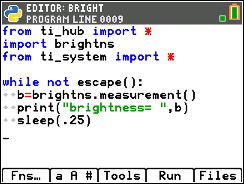 EDITOR: BRIGHT
PROGRAM LINE 0009
from ti_hub import *
import brightns
from ti_system import *
while not escape():
b=brightns.measurement()
print("brightness= ",b)
sleep(.25)
Fns… a A # Tools Run Files